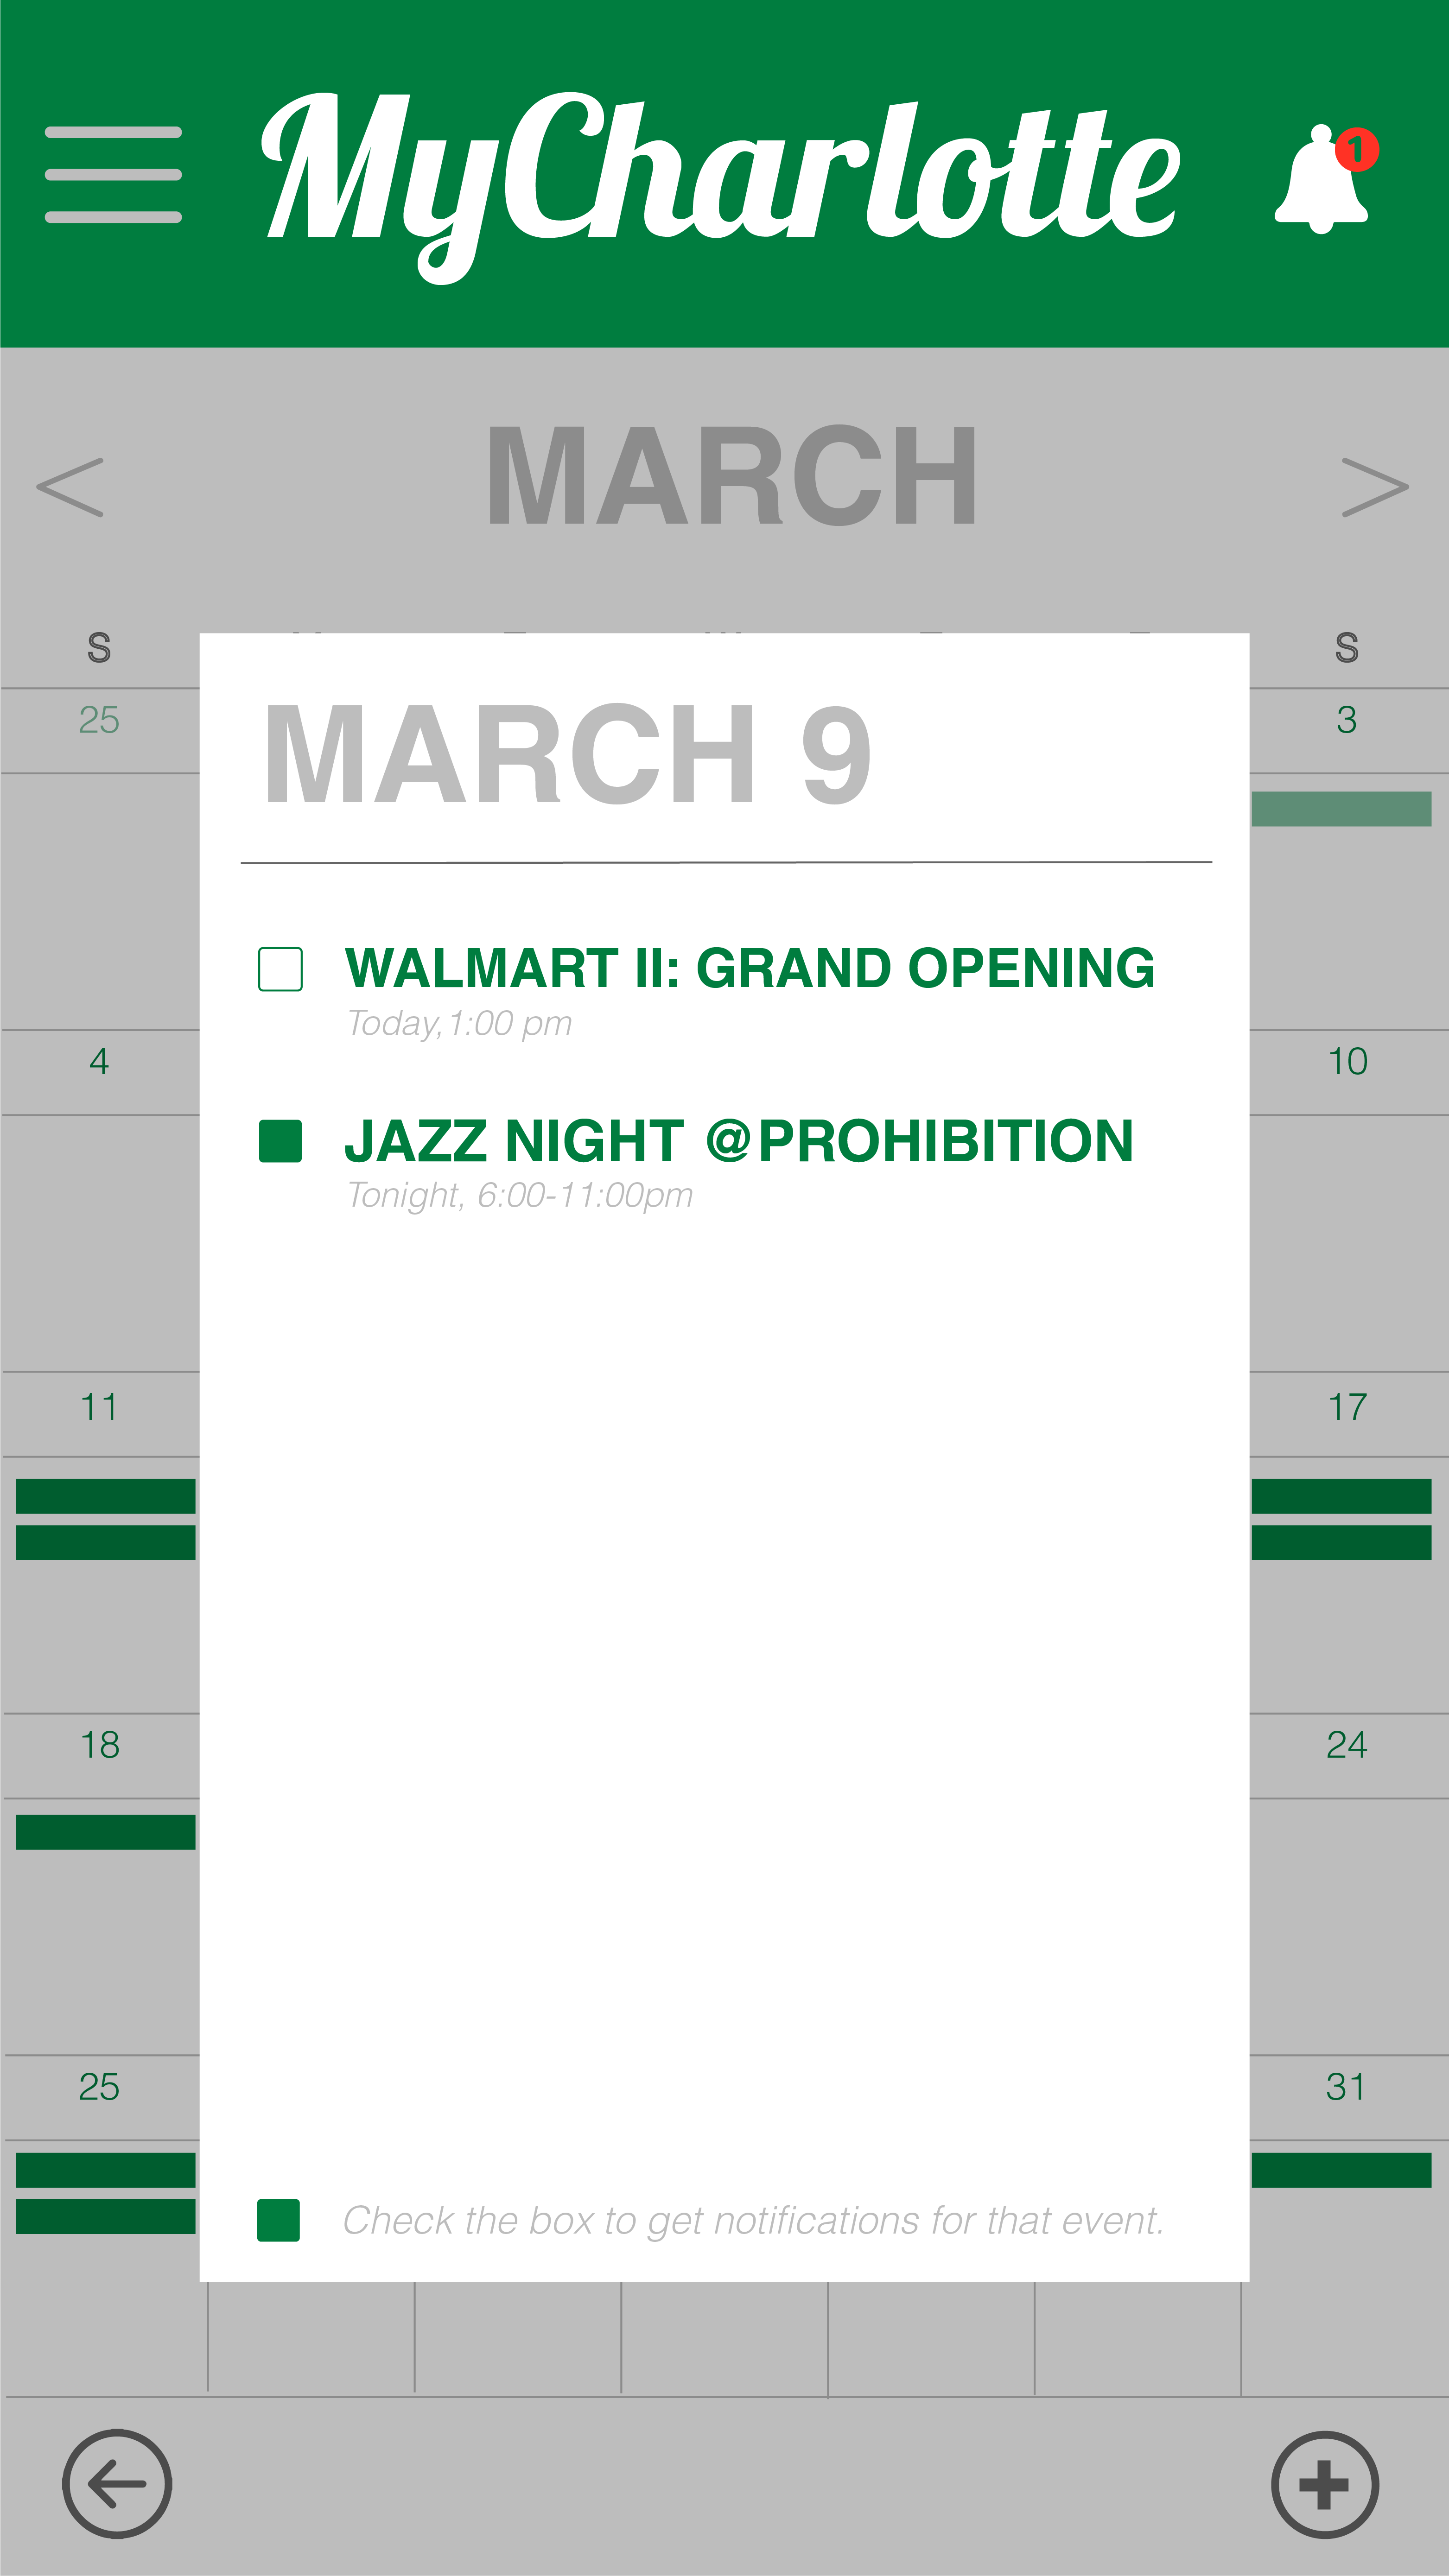 MyCharlotte
1
< MARCH >
S S
25 3
MARCH 9
WALMART II: GRAND OPENING
Today,1:00 pm
4 10
JAZZ NIGHT @PROHIBITION
Tonight, 6:00-11:00pm
11 17
18 24
25 31
Check the box to get notifications for that event.